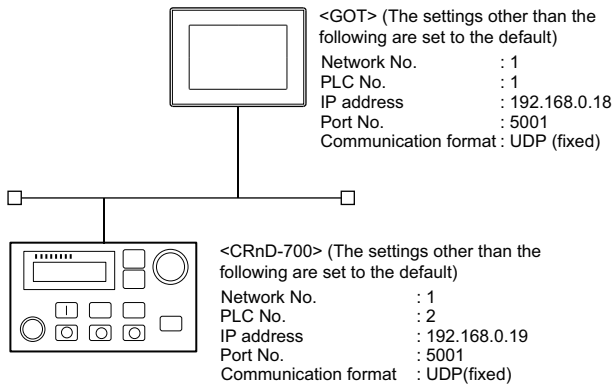 <GOT> (The settings other than the
following are set to the default)
Network No. : 1
PLC No. : 1
IP address : 192.168.0.18
Port No. : 5001
Communication format : UDP (fixed)
<CRnD-700> (The settings other than the
following are set to the default)
Network No. : 1
PLC No. : 2
IP address : 192.168.0.19
Port No. : 5001
Communication format : UDP(fixed)